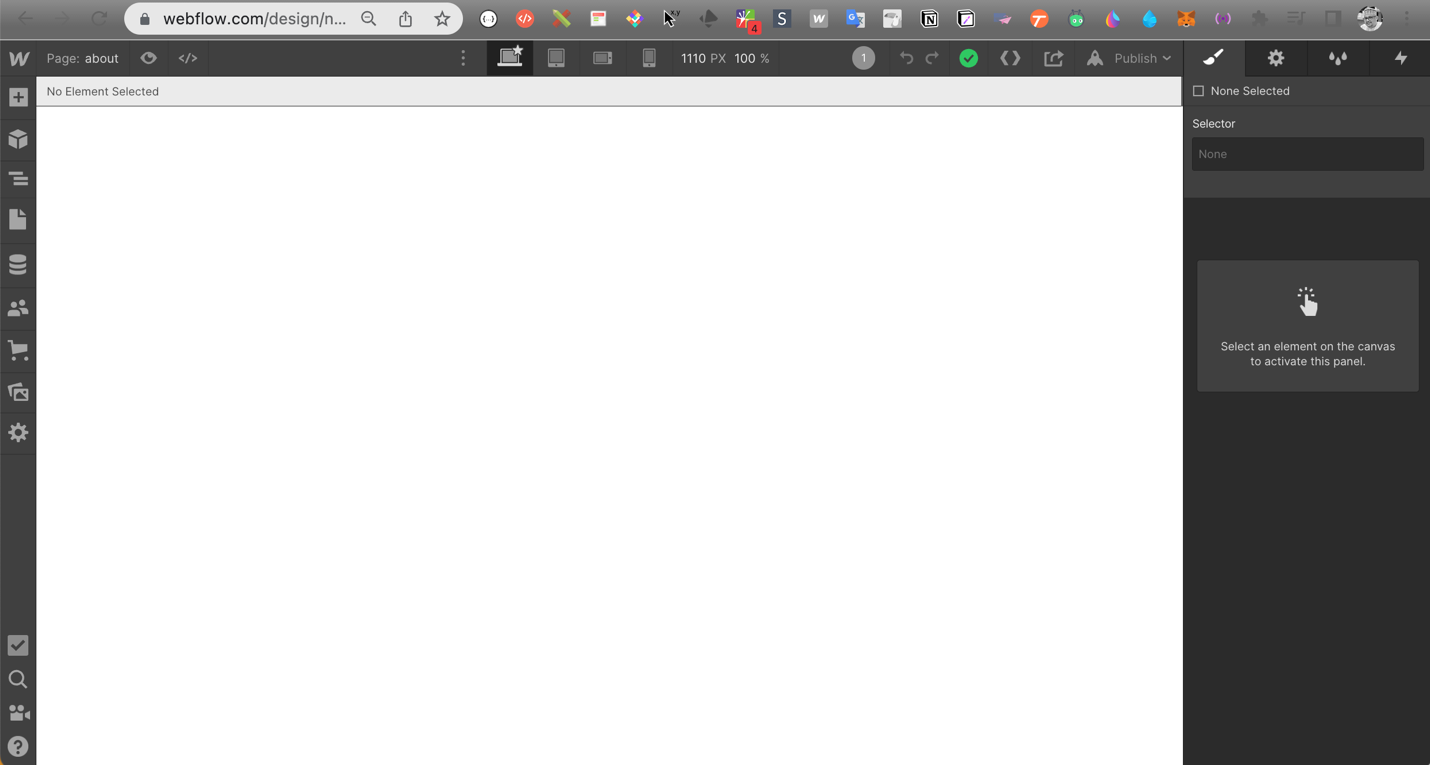 webflow.com/design/n...
4
S
W
Page: about
</>
1110 PX 100 %
1
Publish
No Element Selected
None Selected
Selector
None
Select an element on the canvas
to activate this panel.